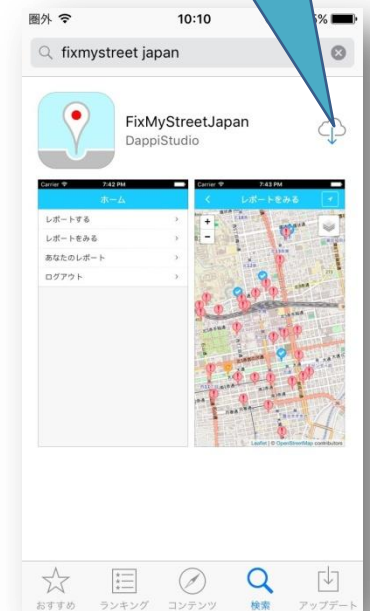 圏外 10:10 %
fixmystreet japan
FixMyStreetJapan
DappiStudio
Carrier 7:42 PM
ホーム
レポートする
レポートをみる
あなたのレポート
ログアウト
Carrier 7:43 PM
レポートをみる
+
-
Leaflet | © OpenStreetMap contributors
おすすめ ランキング コンテンツ 検索 アップデート